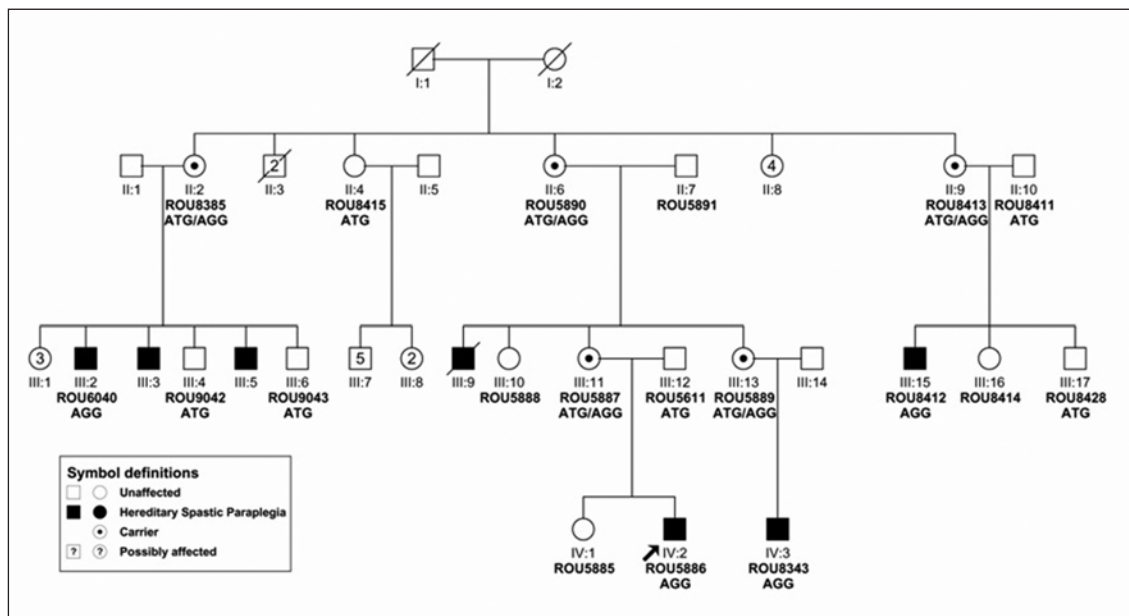 I:1 I:2
2 4
II:1 II:2 II:3 II:4 II:5 II:6 II:7 II:8 II:9 II:10
ROU8385 ROU8415 ROU5890 ROU5891 ROU8413 ROU8411
ATG/AGG ATG ATG/AGG ATG/AGG ATG
3 5 2
III:1 III:2 III:3 III:4 III:5 III:6 III:7 III:8 III:9 III:10 III:11 III:12 III:13 III:14 III:15 III:16 III:17
ROU6040 ROU9042 ROU9043 ROU5888 ROU5887 ROU5611 ROU5889 ROU8412 ROU8414 ROU8428
AGG ATG ATG ATG/AGG ATG ATG/AGG AGG ATG
Symbol definitions
Unaffected
Hereditary Spastic Paraplegia
Carrier
? ? Possibly affected
IV:1 IV:2 IV:3
ROU5885 ROU5886 ROU8343
AGG AGG